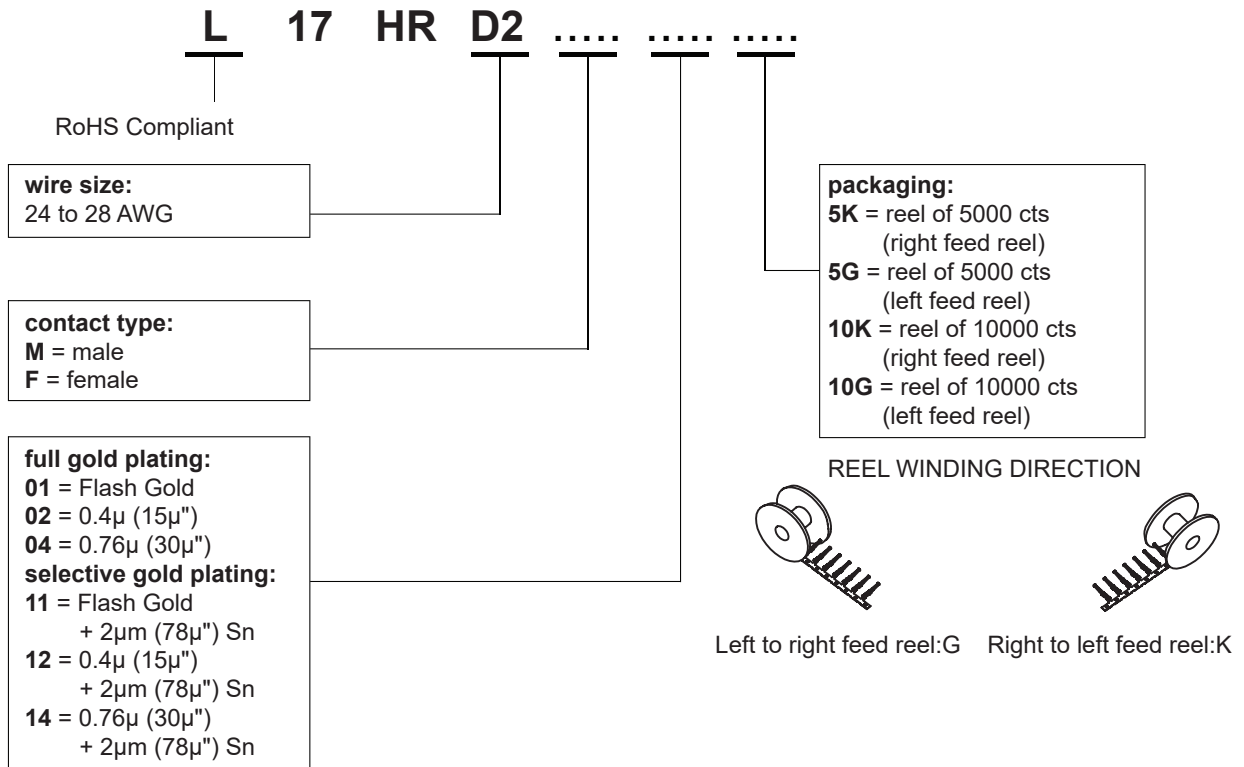 L 17 HR D2 ..... ..... .....
RoHS Compliant
wire size:
24 to 28 AWG
contact type:
M = male
F = female
full gold plating:
01 = Flash Gold
02 = 0.4µ (15µ")
04 = 0.76µ (30µ")
selective gold plating:
11 = Flash Gold
+ 2µm (78µ") Sn
12 = 0.4µ (15µ")
+ 2µm (78µ") Sn
14 = 0.76µ (30µ")
+ 2µm (78µ") Sn
packaging:
5K = reel of 5000 cts
(right feed reel)
5G = reel of 5000 cts
(left feed reel)
10K = reel of 10000 cts
(right feed reel)
10G = reel of 10000 cts
(left feed reel)
REEL WINDING DIRECTION
Left to right feed reel:G
Right to left feed reel:K